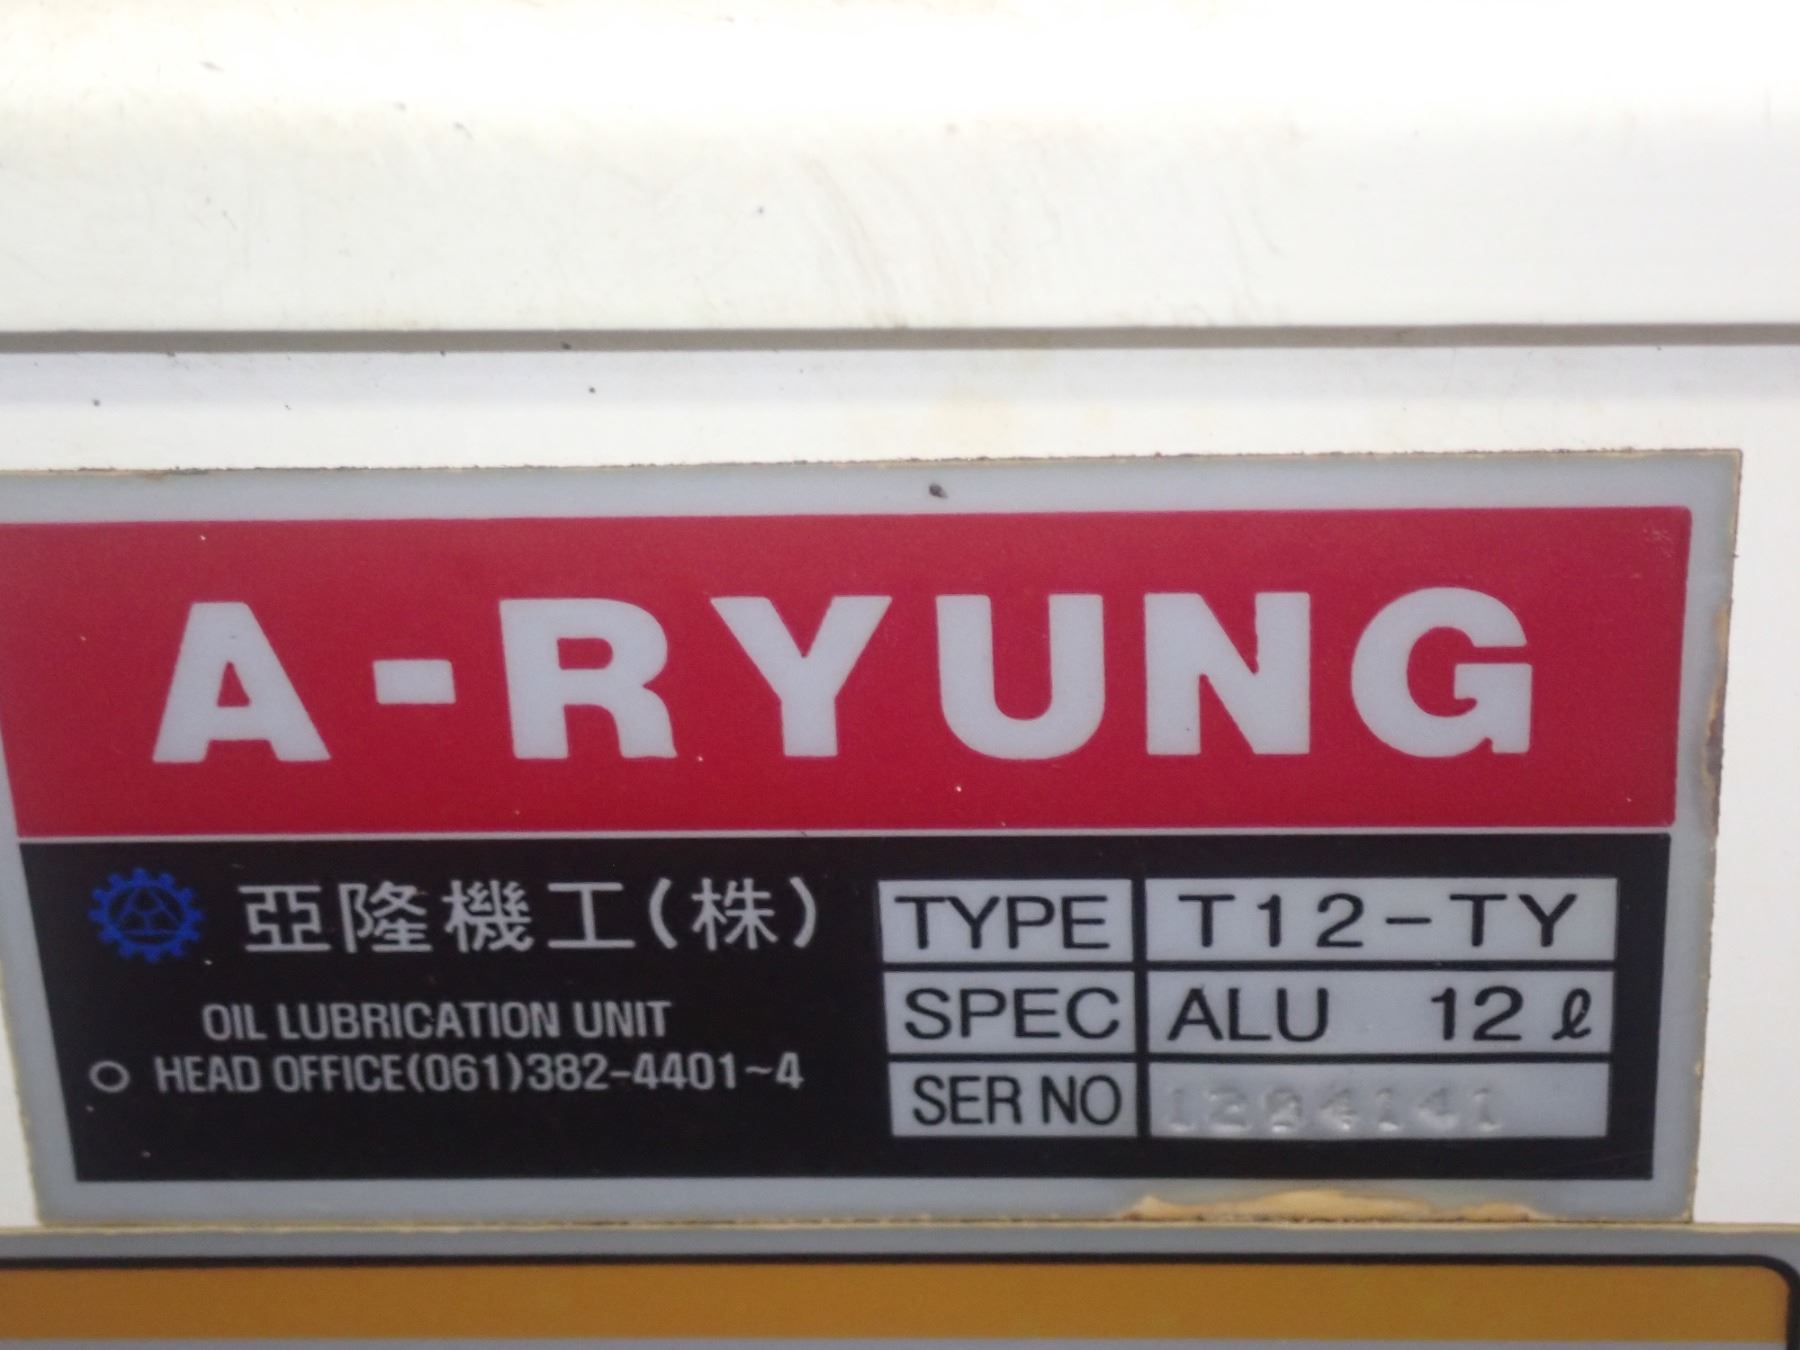 A-RYUNG
亞隆機工(株)
OIL LUBRICATION UNIT
HEAD OFFICE(061)382-4401~4
TYPE T12-TY
SPEC ALU 12 ℓ
SER NO